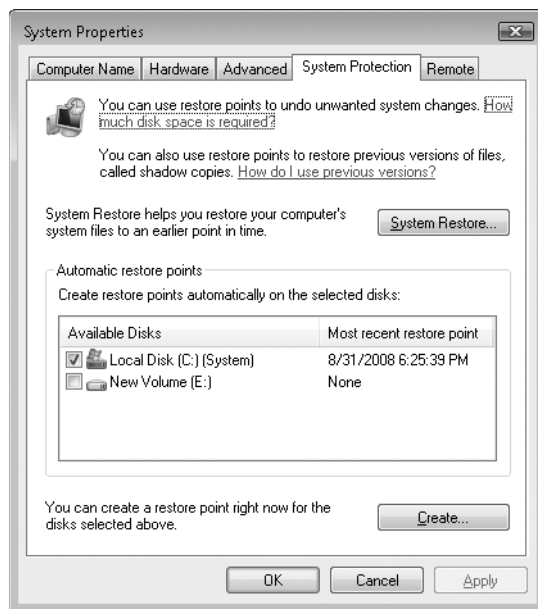 System Properties
Computer Name Hardware Advanced System Protection Remote
You can use restore points to undo unwanted system changes. How
much disk space is required?
You can also use restore points to restore previous versions of files,
called shadow copies. How do I use previous versions?
System Restore helps you restore your computer's
system files to an earlier point in time.
System Restore...
Automatic restore points
Create restore points automatically on the selected disks:
Available Disks Most recent restore point
Local Disk (C:) (System) 8/31/2008 6:25:39 PM
New Volume (E:) None
You can create a restore point right now for the
disks selected above.
Create...
OK Cancel Apply